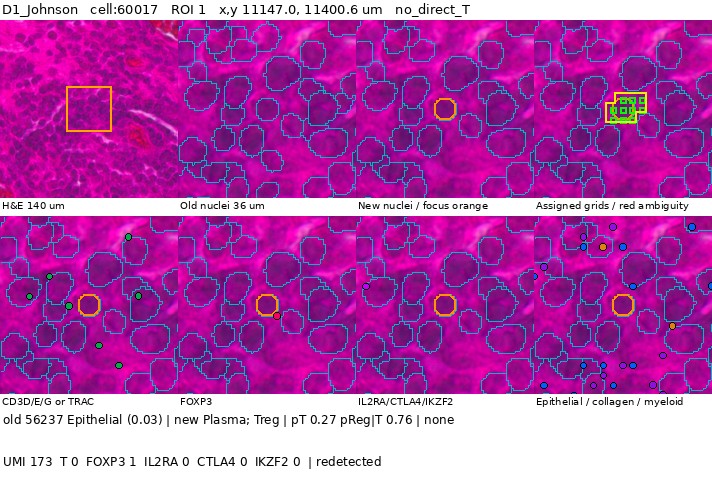 D1_Johnson cell:60017 ROI 1 x,y 11147.0, 11400.6 um no_direct_T
H&E 140 um
Old nuclei 36 um
New nuclei / focus orange
Assigned grids / red ambiguity
CD3D/E/G or TRAC
FOXP3
IL2RA/CTLA4/IKZF2
Epithelial / collagen / myeloid
old 56237 Epithelial (0.03) | new Plasma; Treg | pT 0.27 pReg|T 0.76 | none
UMI 173 T 0 FOXP3 1 IL2RA 0 CTLA4 0 IKZF2 0 | redetected